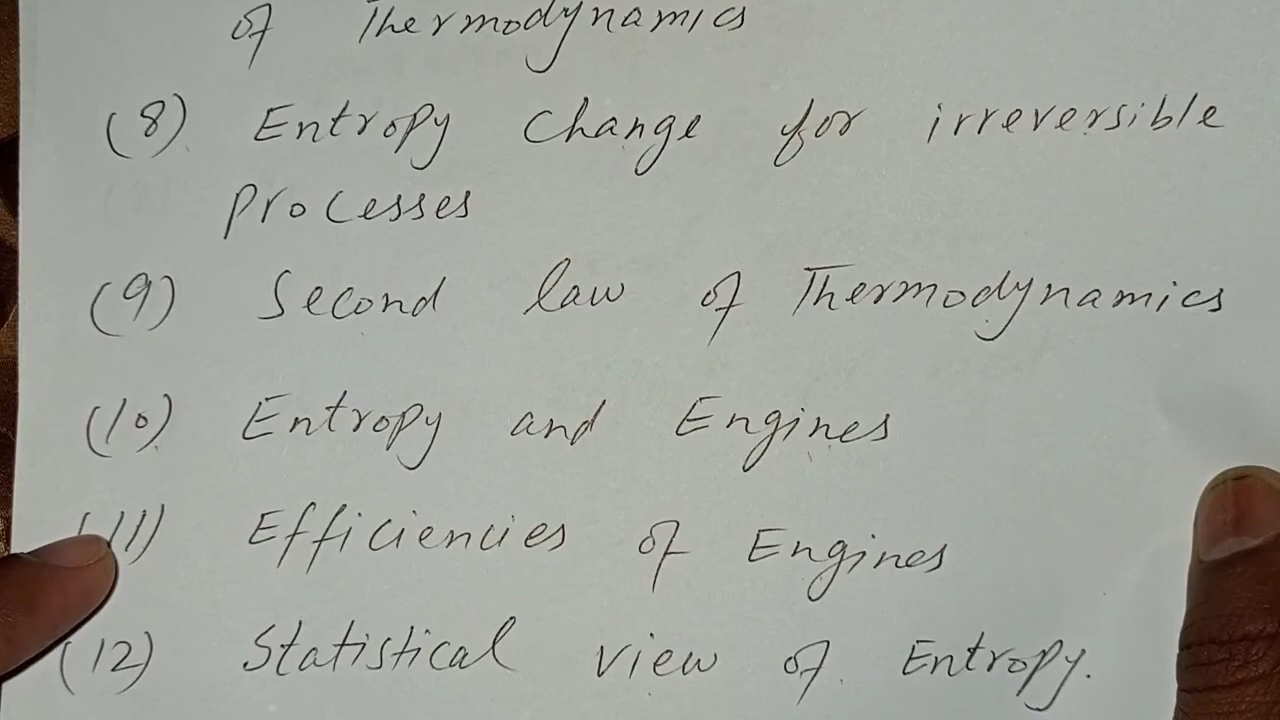 of Thermodynamics
(8) Entropy change for irreversible
processes
(9) Second law of Thermodynamics
(10) Entropy and Engines
(11) Efficiencies of Engines
(12) Statistical view of Entropy.